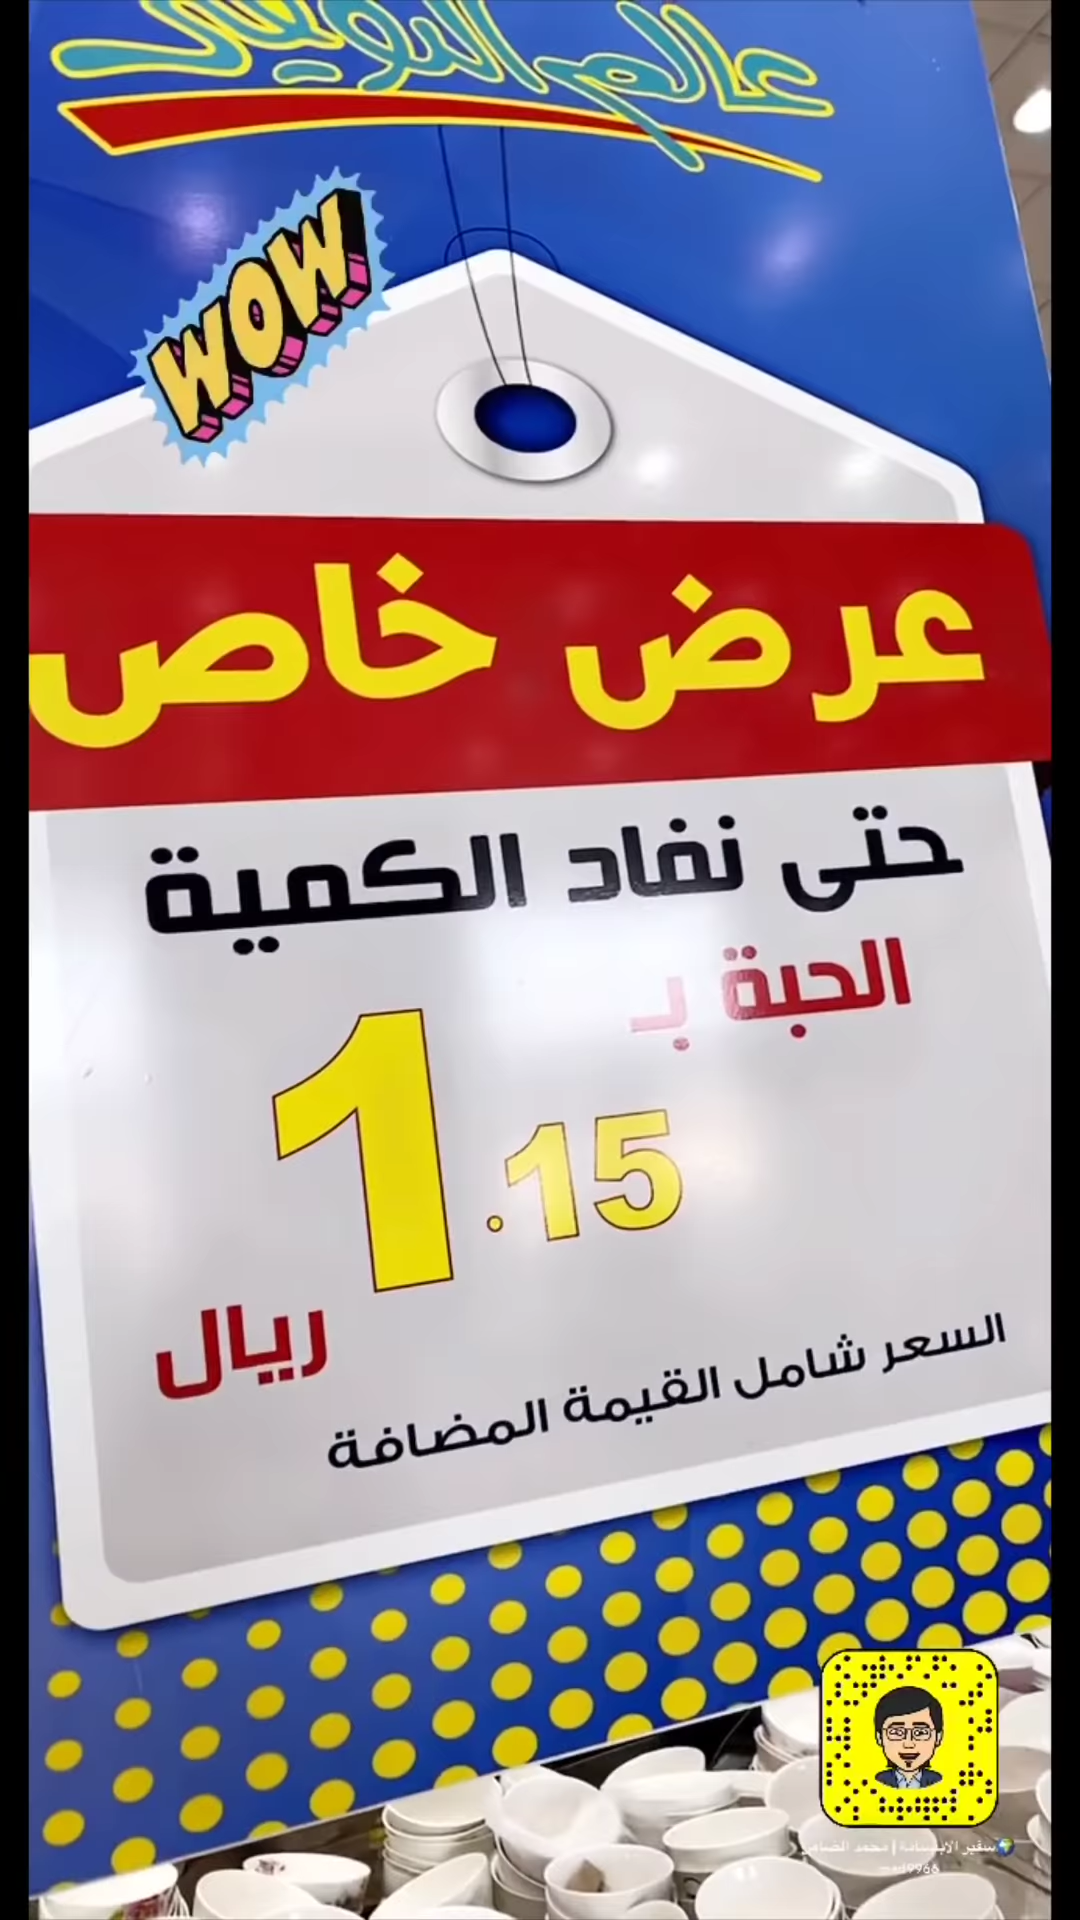 عالم التوفير
WOW
عرض خاص
حتى نفاد الكمية
الحبة بـ
1.15
ريال
السعر شامل القيمة المضافة